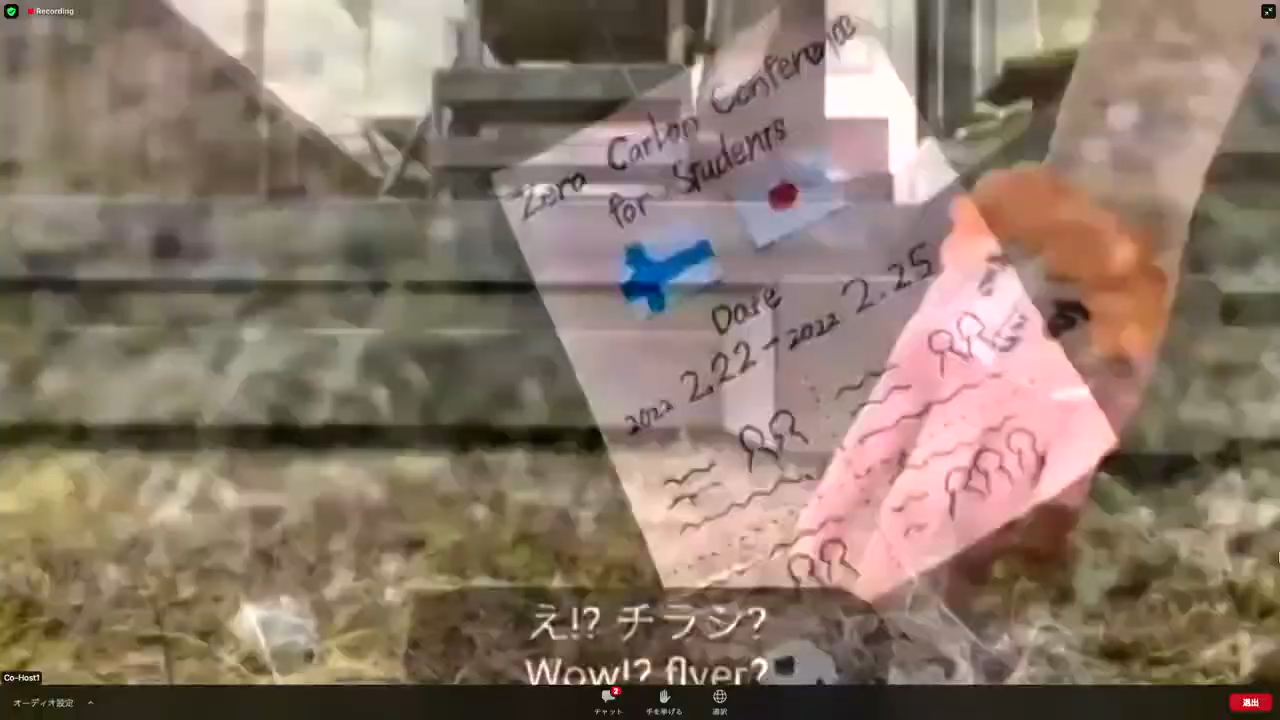 Recording
Zero Carbon Conference
for Students
Date
2022 2.22 - 2022 2.25
え!? チラシ?
Wow!? flyer?
Co-Host1
オーディオ設定
2
チャット
手を挙げる
通訳
退出